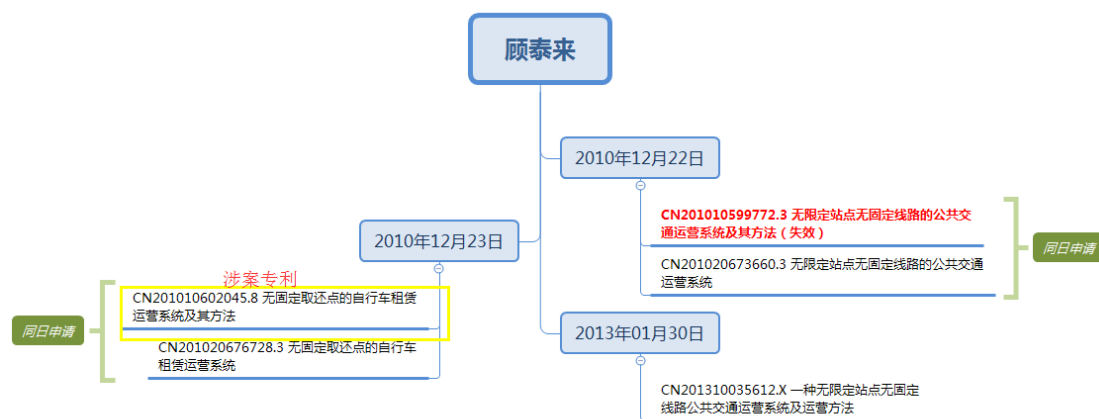 顾泰来
2010年12月22日
CN201010599772.3 无限定站点无固定线路的公共交
通运营系统及其方法（失效）
CN201020673660.3 无限定站点无固定线路的公共交通
运营系统
同日申请
2010年12月23日
涉案专利
CN201010602045.8 无固定取还点的自行车租赁
运营系统及其方法
CN201020676728.3 无固定取还点的自行车
租赁运营系统
同日申请
2013年01月30日
CN201310035612.X 一种无限定站点无固定
线路公共交通运营系统及运营方法